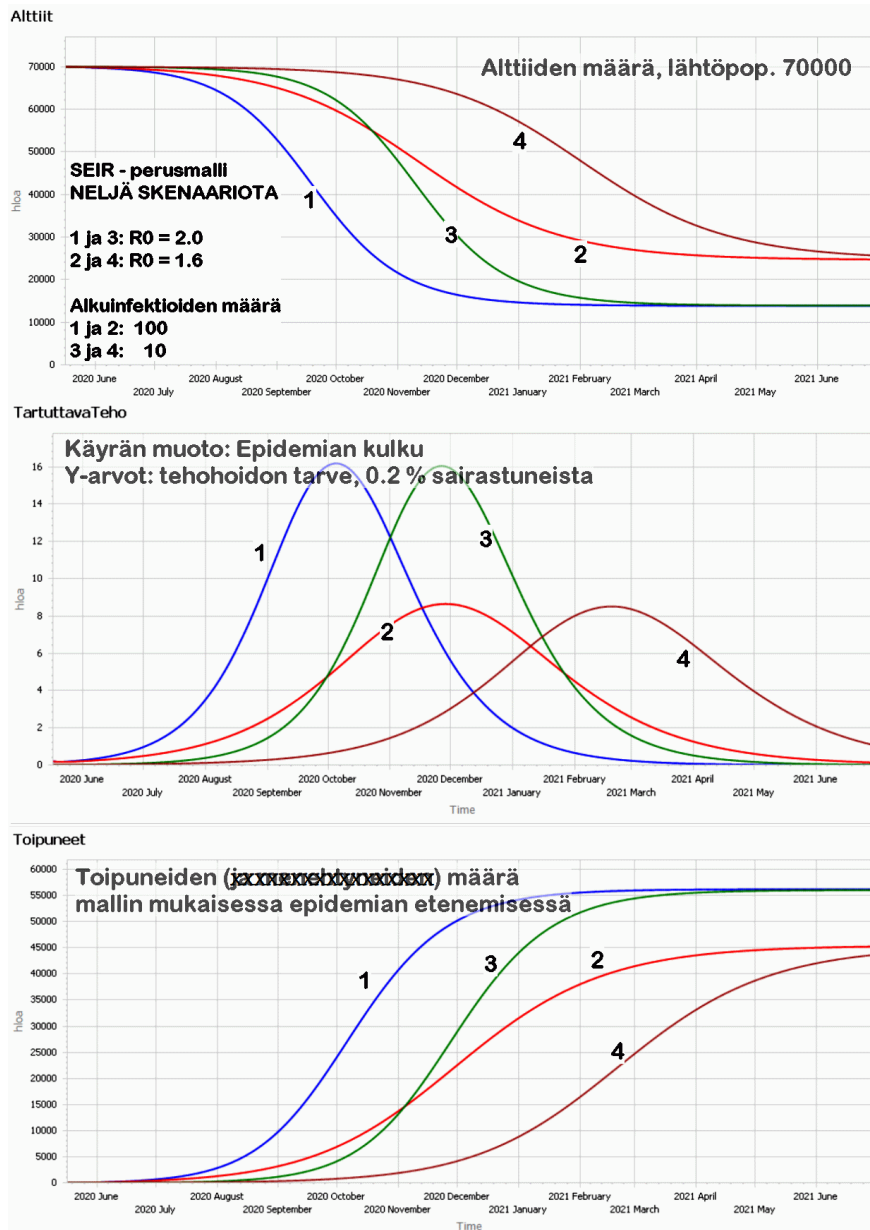 Alttiit
Alttiiden määrä, lähtöpop. 70000
70000
60000
50000
40000
30000
20000
10000
0
hloa
SEIR - perusmalli
NELJÄ SKENAARIOTA
1 ja 3: R0 = 2.0
2 ja 4: R0 = 1.6
Alkuinfektioiden määrä
1 ja 2: 100
3 ja 4: 10
1
2
3
4
2020 June
2020 July
2020 August
2020 September
2020 October
2020 November
2020 December
2021 January
2021 February
2021 March
2021 April
2021 May
2021 June
TartuttavaTeho
Käyrän muoto: Epidemian kulku
Y-arvot: tehohoidon tarve, 0.2 % sairastuneista
16
14
12
10
8
6
4
2
0
hloa
1
2
3
4
2020 June
2020 July
2020 August
2020 September
2020 October
2020 November
2020 December
2021 January
2021 February
2021 March
2021 April
2021 May
2021 June
Time
Toipuneet
Toipuneiden ( ) määrä
mallin mukaisessa epidemian etenemisessä
60000
55000
50000
45000
40000
35000
30000
25000
20000
15000
10000
5000
0
hloa
1
2
3
4
2020 June
2020 July
2020 August
2020 September
2020 October
2020 November
2020 December
2021 January
2021 February
2021 March
2021 April
2021 May
2021 June
Time